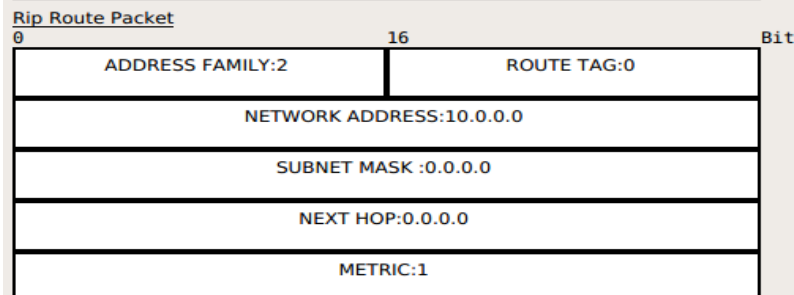 Rip Route Packet
0 16 Bit
ADDRESS FAMILY:2 ROUTE TAG:0
NETWORK ADDRESS:10.0.0.0
SUBNET MASK :0.0.0.0
NEXT HOP:0.0.0.0
METRIC:1